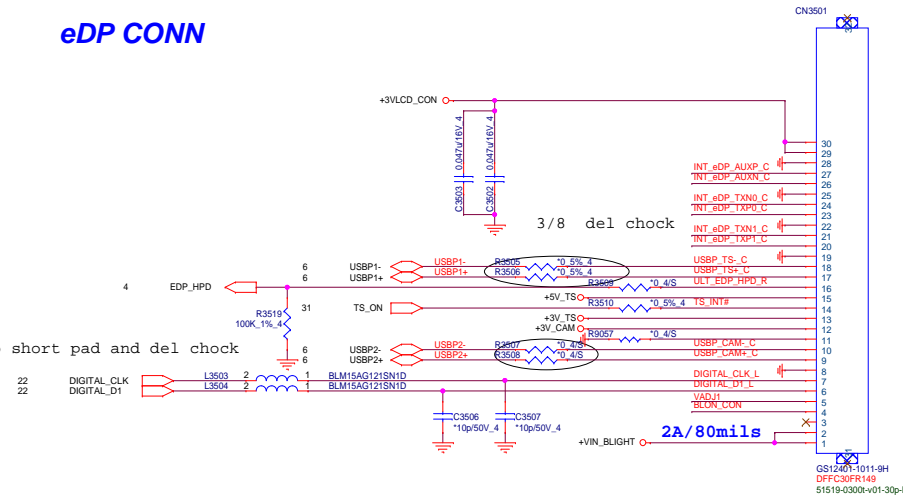 eDP CONN
CN3501
+3VLCD_CON
C3503 0.047u/16V_4
C3502 0.047u/16V_4
3/8 del chock
30
29
28
INT_eDP_AUXP_C 27
INT_eDP_AUXN_C 26
25
INT_eDP_TXN0_C 24
INT_eDP_TXP0_C 23
22
INT_eDP_TXN1_C 21
INT_eDP_TXP1_C 20
19
6 USBP1- USBP1- R3505 *0_5%_4 USBP_TS-_C 18
6 USBP1+ USBP1+ R3506 *0_5%_4 USBP_TS+_C 17
4 EDP_HPD R3509 *0_4/S ULT_EDP_HPD_R 16
+5V_TS 15
31 TS_ON R3510 *0_5%_4 TS_INT# 14
R3519
100K_1%_4
+3V_TS 13
+3V_CAM 12
R9057 *0_4/S 11
short pad and del chock
6 USBP2- USBP2- R3507 *0_4/S USBP_CAM-_C 10
6 USBP2+ USBP2+ R3508 *0_4/S USBP_CAM+_C 9
8
22 DIGITAL_CLK L3503 2 1 BLM15AG121SN1D DIGITAL_CLK_L 7
22 DIGITAL_D1 L3504 2 1 BLM15AG121SN1D DIGITAL_D1_L 6
VADJ1 5
BLON_CON 4
3
C3506
*10p/50V_4
C3507
*10p/50V_4
2A/80mils
2
+VIN_BLIGHT 1
GS12401-1011-9H
DFFC30FR149
51519-0300t-v01-30p-